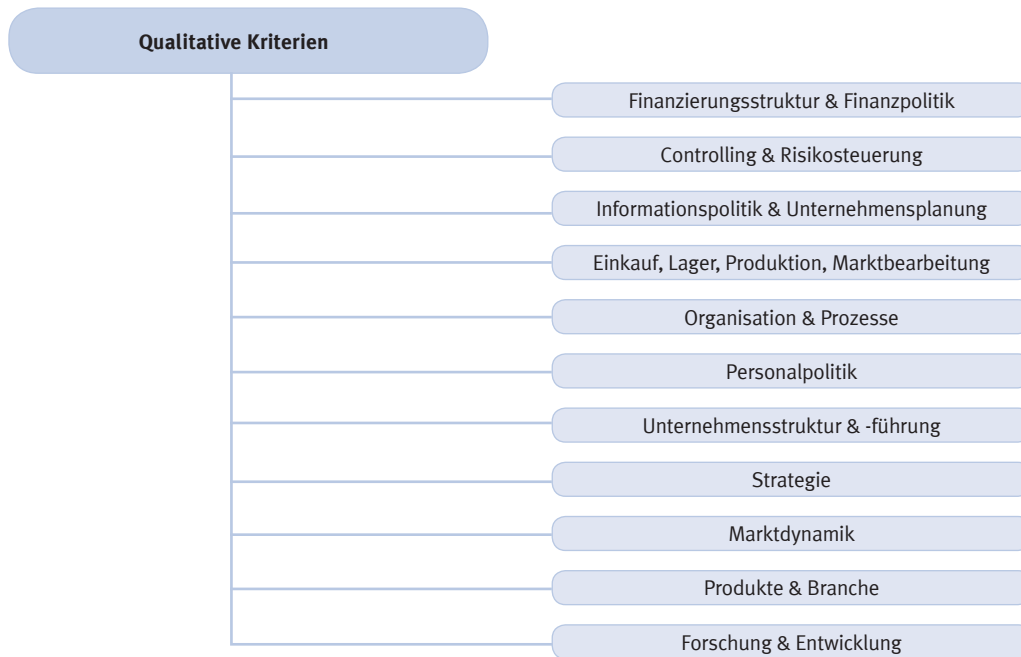 Qualitative Kriterien
Finanzierungsstruktur & Finanzpolitik
Controlling & Risikosteuerung
Informationspolitik & Unternehmensplanung
Einkauf, Lager, Produktion, Marktbearbeitung
Organisation & Prozesse
Personalpolitik
Unternehmensstruktur & -führung
Strategie
Marktdynamik
Produkte & Branche
Forschung & Entwicklung